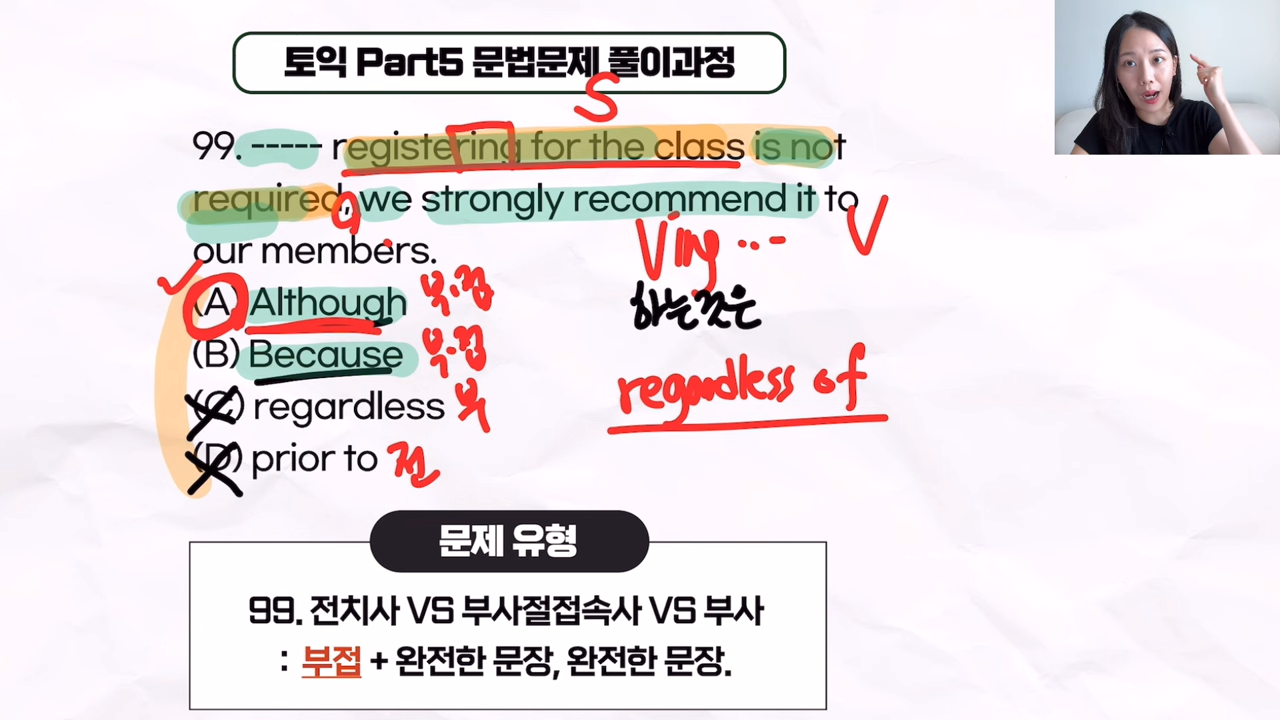 토익 Part5 문법문제 풀이과정
S
99. ----- registering for the class is not
required, we strongly recommend it to
our members.
Ving ... V
하는것은
(A) Although 부.접
(B) Because 부.접
(C) regardless 부
(D) prior to 전
regardless of
문제 유형
99. 전치사 VS 부사절접속사 VS 부사
: 부접 + 완전한 문장, 완전한 문장.